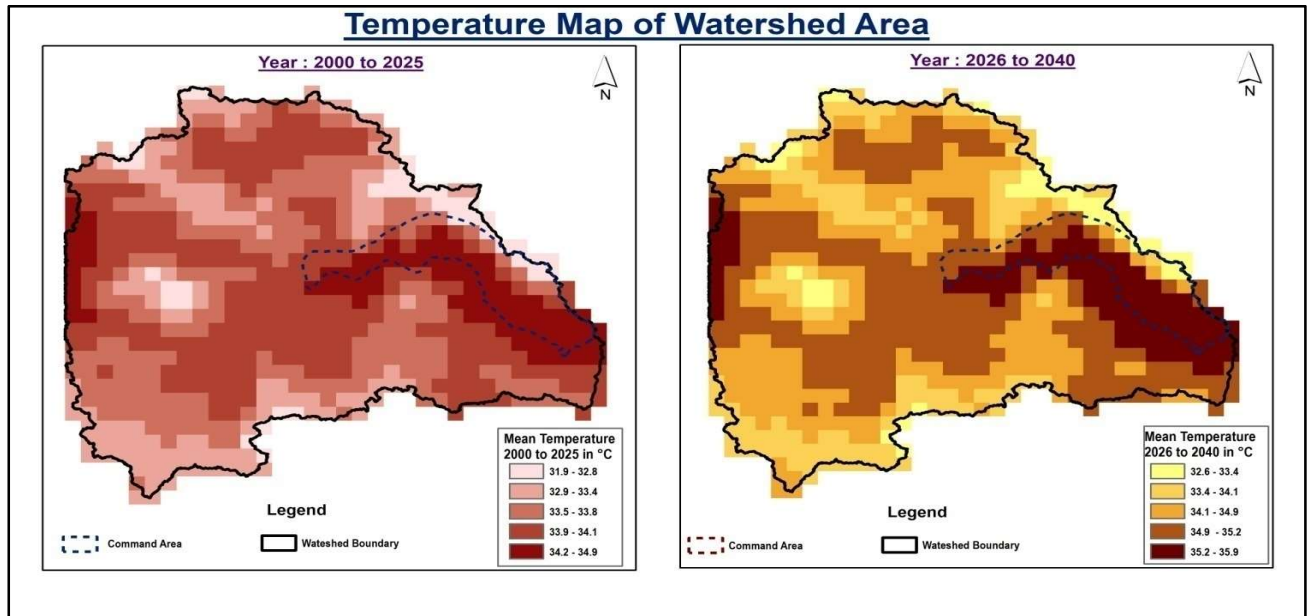 Temperature Map of Watershed Area
Year : 2000 to 2025
N
Mean Temperature
2000 to 2025 in °C
31.9 - 32.8
32.9 - 33.4
33.5 - 33.8
33.9 - 34.1
34.2 - 34.9
Legend
Command Area
Wateshed Boundary
Year : 2026 to 2040
N
Mean Temperature
2026 to 2040 in °C
32.6 - 33.4
33.4 - 34.1
34.1 - 34.9
34.9 - 35.2
35.2 - 35.9
Legend
Command Area
Wateshed Boundary